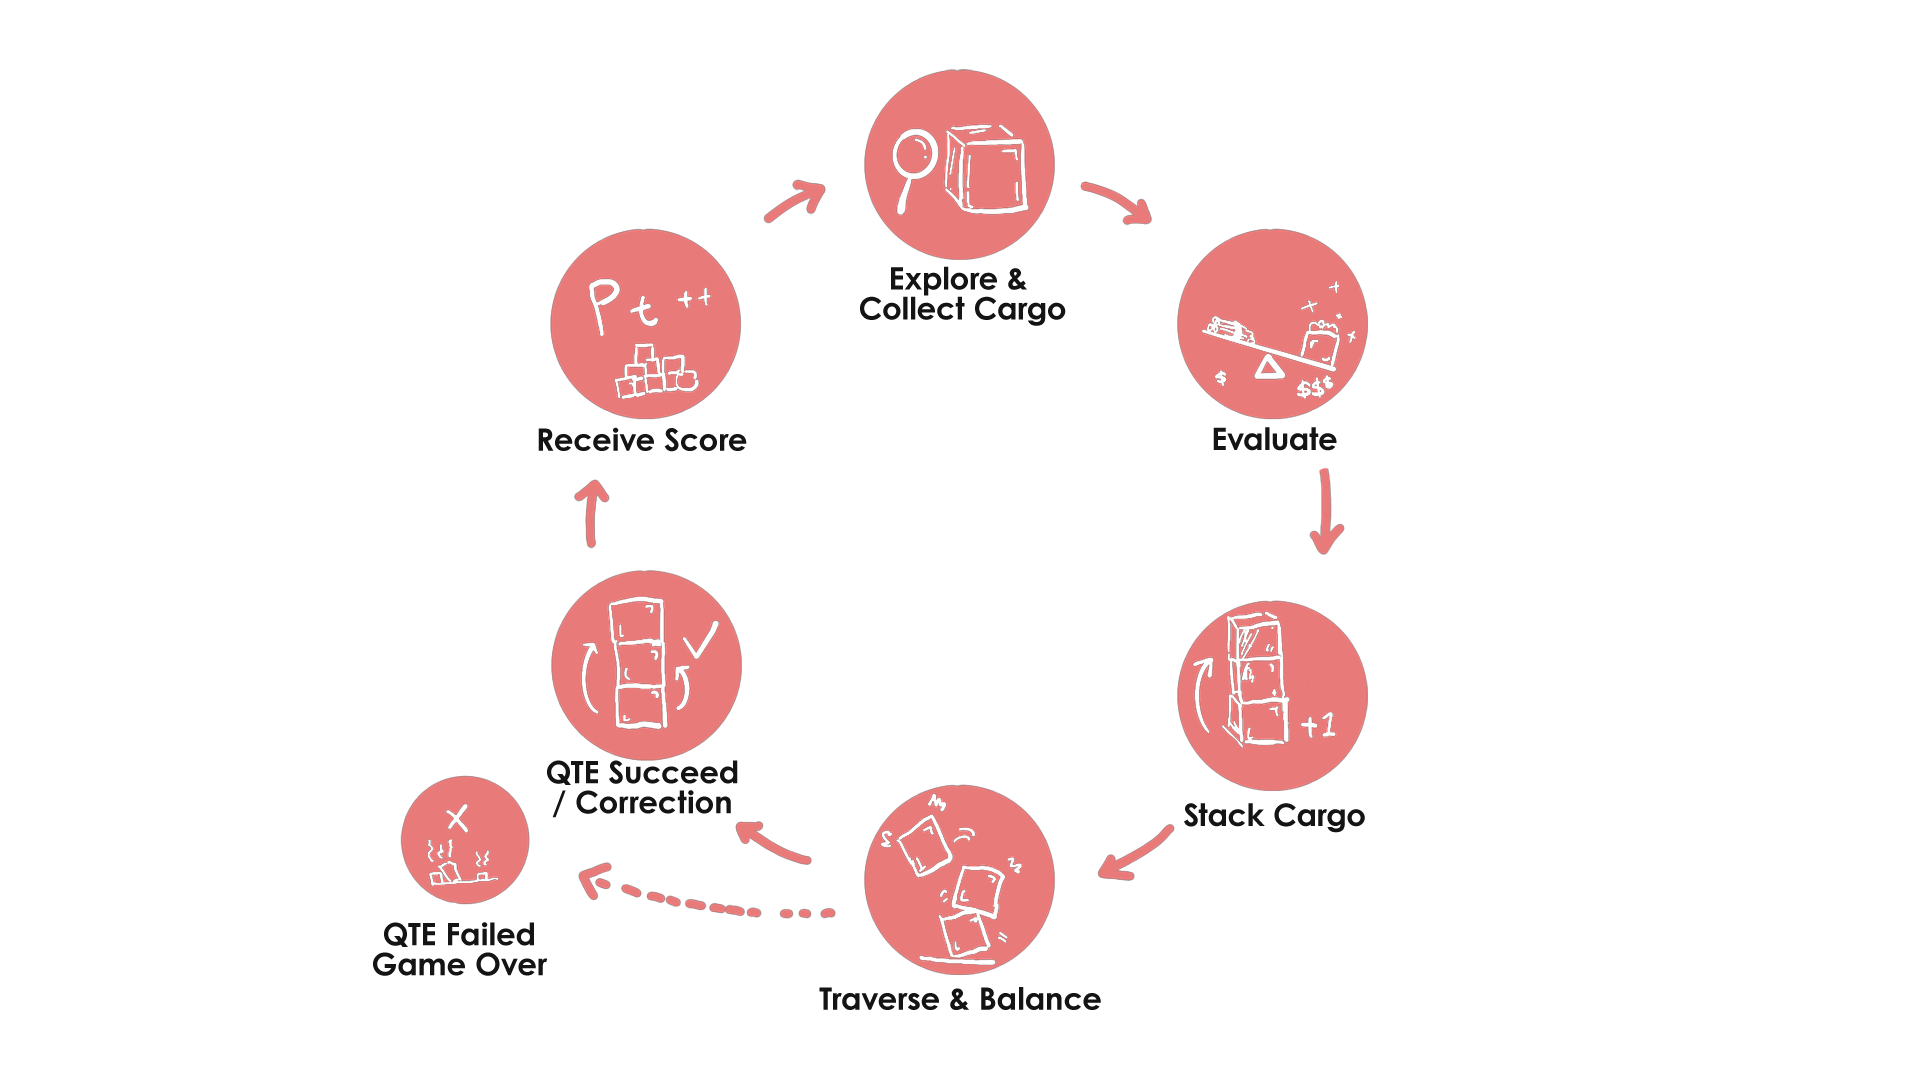 Explore &
Collect Cargo
Evaluate
$
$$$
Stack Cargo
+1
Traverse & Balance
QTE Succeed
/ Correction
QTE Failed
Game Over
Pt ++
Receive Score